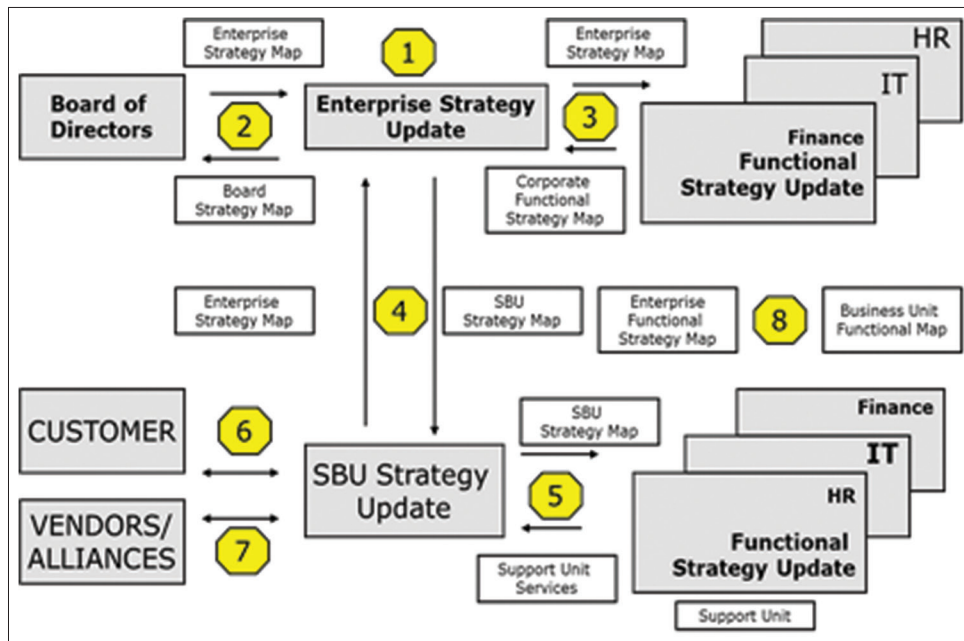 Enterprise
Strategy Map
1
Enterprise
Strategy Map
HR
IT
Board of
Directors
2
Enterprise Strategy
Update
3
Finance
Functional
Strategy Update
Board
Strategy Map
Corporate
Functional
Strategy Map
Enterprise
Strategy Map
4
SBU
Strategy Map
Enterprise
Functional
Strategy Map
8
Business Unit
Functional Map
CUSTOMER
6
SBU Strategy
Update
SBU
Strategy Map
Finance
IT
HR
Functional
Strategy Update
5
VENDORS/
ALLIANCES
7
Support Unit
Services
Support Unit